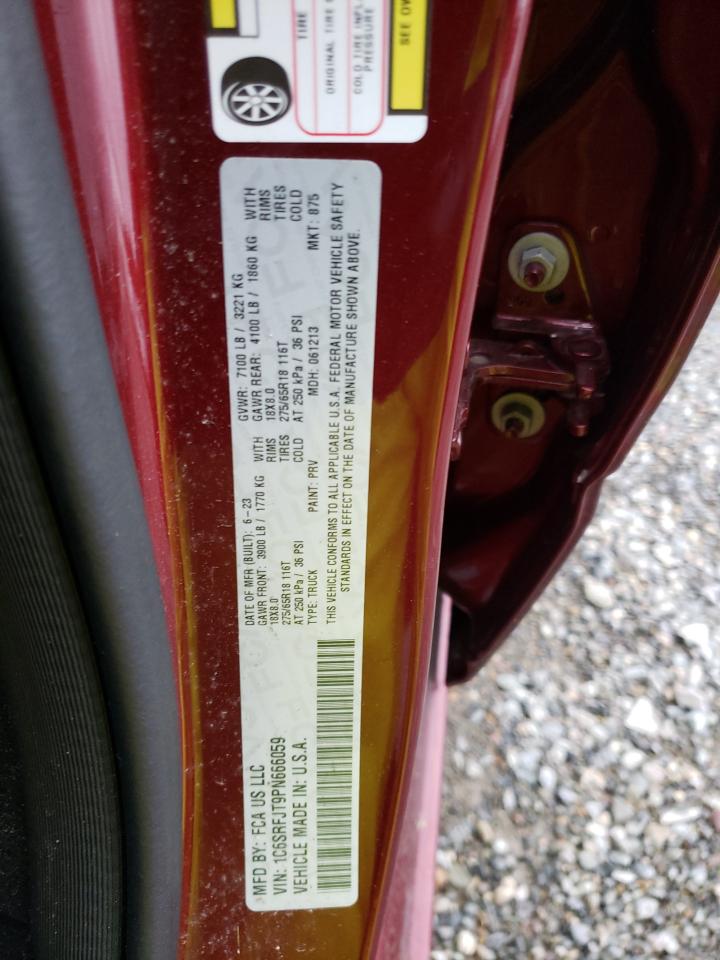 MFD BY: FCA US LLC
VIN: 1C6SRFJT9PN666059
VEHICLE MADE IN: U.S.A.
DATE OF MFR (BUILT): 6-23 GVWR: 7100 LB / 3221 KG
GAWR FRONT: 3900 LB / 1770 KG WITH GAWR REAR: 4100 LB / 1860 KG WITH
18X8.0 RIMS 18X8.0 RIMS
275/65R18 116T TIRES 275/65R18 116T TIRES
AT 250 kPa / 36 PSI COLD AT 250 kPa / 36 PSI COLD
TYPE: TRUCK PAINT: PRV MDH: 061213 MKT: 875
THIS VEHICLE CONFORMS TO ALL APPLICABLE U.S.A. FEDERAL MOTOR VEHICLE SAFETY
STANDARDS IN EFFECT ON THE DATE OF MANUFACTURE SHOWN ABOVE.
TIRE
ORIGINAL TIRE
COLD TIRE
PRESSURE
SEE